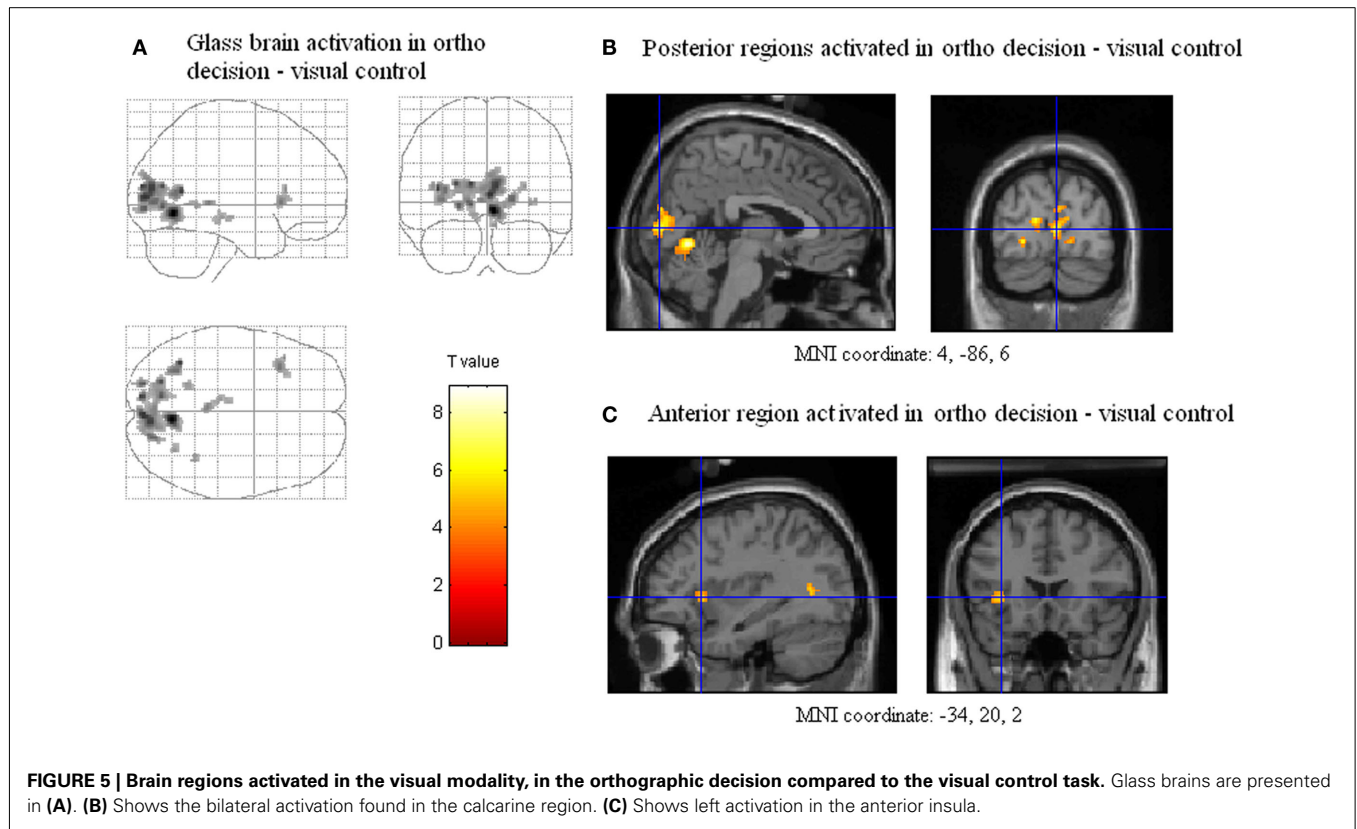 A Glass brain activation in ortho
decision - visual control
B Posterior regions activated in ortho decision - visual control
MNI coordinate: 4, -86, 6
T value
8
6
4
2
0
C Anterior region activated in ortho decision - visual control
MNI coordinate: -34, 20, 2
FIGURE 5 | Brain regions activated in the visual modality, in the orthographic decision compared to the visual control task. Glass brains are presented
in (A). (B) Shows the bilateral activation found in the calcarine region. (C) Shows left activation in the anterior insula.